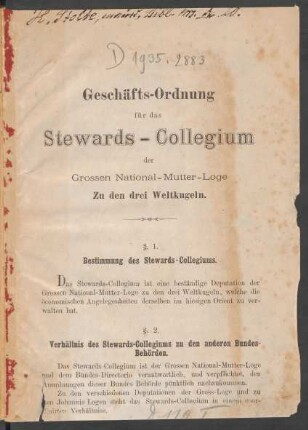 D 1935. 2883
Geschäfts-Ordnung
für das
Stewards-Collegium
der
Grossen National-Mutter-Loge
Zu den drei Weltkugeln.
§. 1.
Bestimmung des Stewards-Collegiums.
Das Stewards-Collegium ist eine beständige Deputation der
Grossen National-Mutter-Loge zu den drei Weltkugeln, welche die
ökonomischen Angelegenheiten derselben im hiesigen Orient zu ver-
walten hat.
§. 2.
Verhältnis des Stewards-Collegiums zu den anderen Bundes-
Behörden.
Das Stewards-Collegium ist der Grossen National-Mutter-Loge
und dem Bundes-Directorio verantwortlich, und verpflichtet, den
Anordnungen dieser Bundes Behörde pünktlich nachzukommen.
Zu den verschiedenen Deputationen der Gross-Loge und zu
den Johannis-Logen steht das Stewards-Collegium in einem
Verhältnisse.